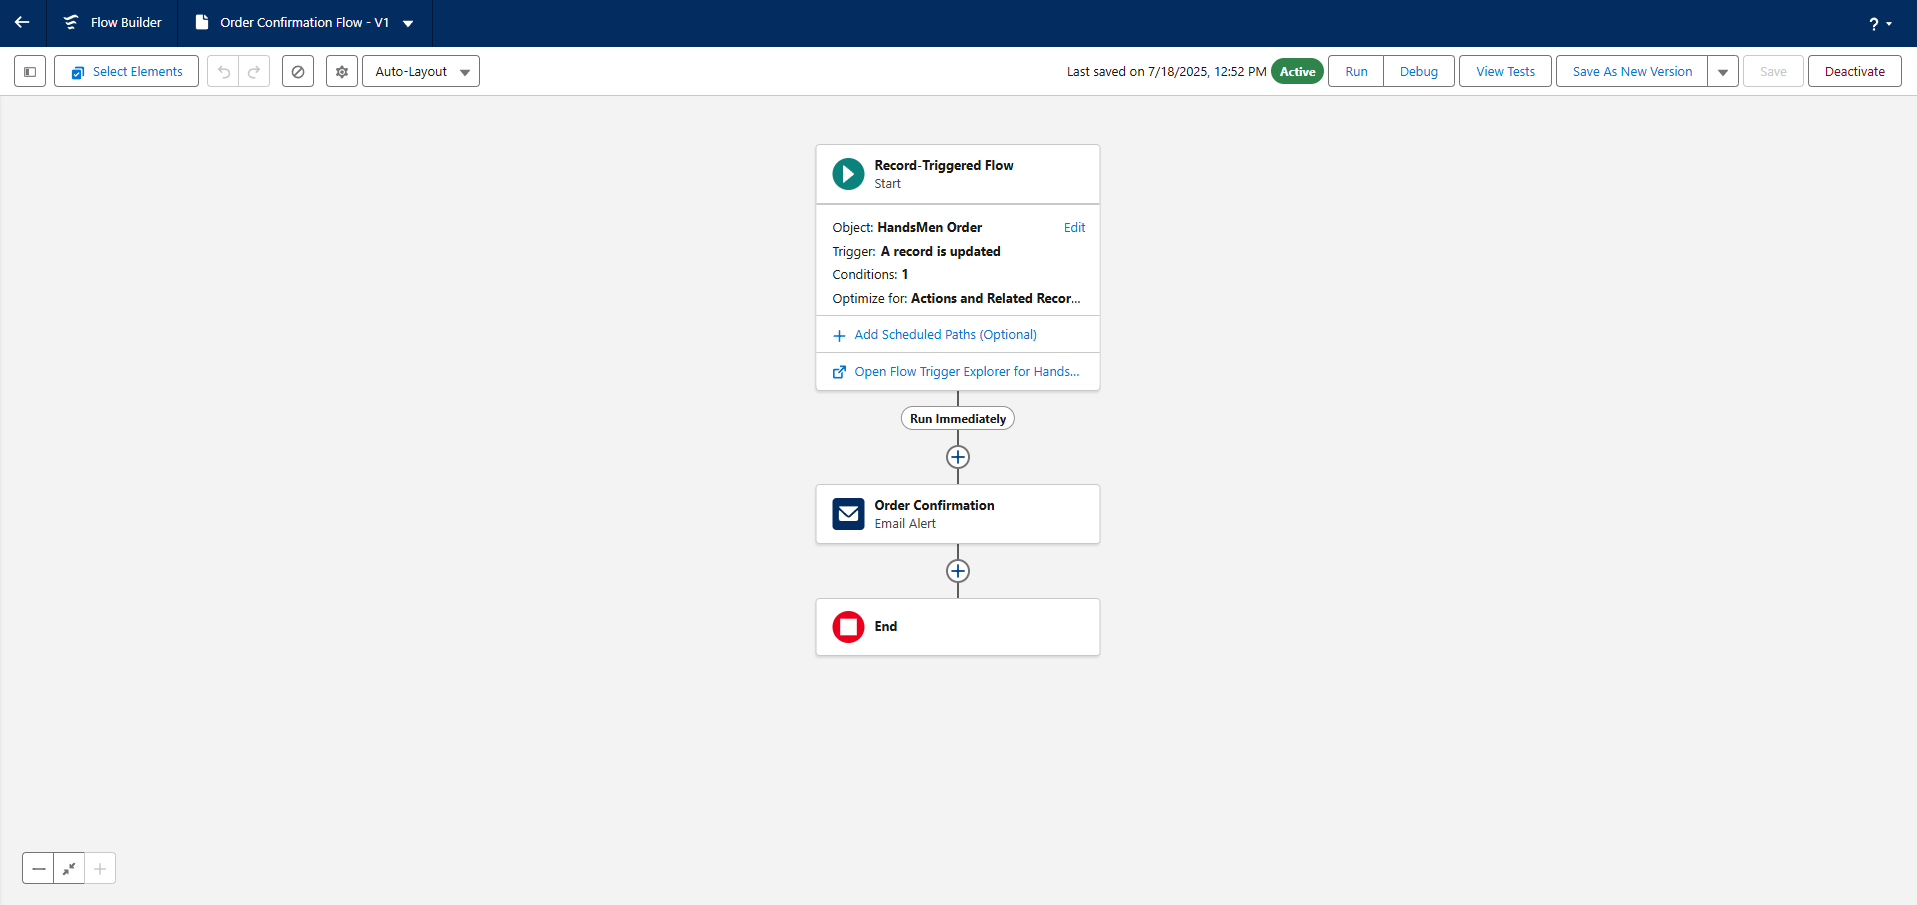 Flow Builder
Order Confirmation Flow - V1
?
Select Elements
Auto-Layout
Last saved on 7/18/2025, 12:52 PM
Active
Run
Debug
View Tests
Save As New Version
Save
Deactivate
Record-Triggered Flow
Start
Object: HandsMen Order
Edit
Trigger: A record is updated
Conditions: 1
Optimize for: Actions and Related Recor...
Add Scheduled Paths (Optional)
Open Flow Trigger Explorer for Hands...
Run Immediately
Order Confirmation
Email Alert
End